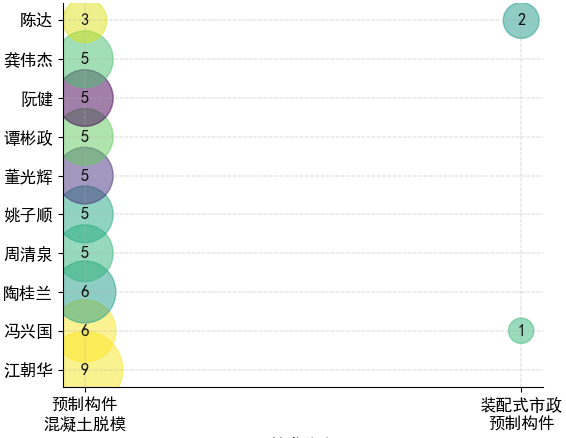 陈达 3 2
龚伟杰 5
阮健 5
谭彬政 5
董光辉 5
姚子顺 5
周清泉 5
陶桂兰 6
冯兴国 6 1
江朝华 9
预制构件 装配式市政
混凝土脱模 预制构件